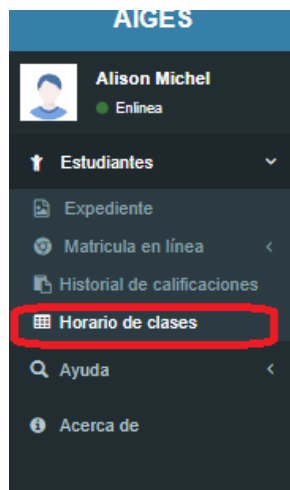 AIGES
Alison Michel
Enlinea
Estudiantes
Expediente
Matricula en línea
Historial de calificaciones
Horario de clases
Ayuda
Acerca de